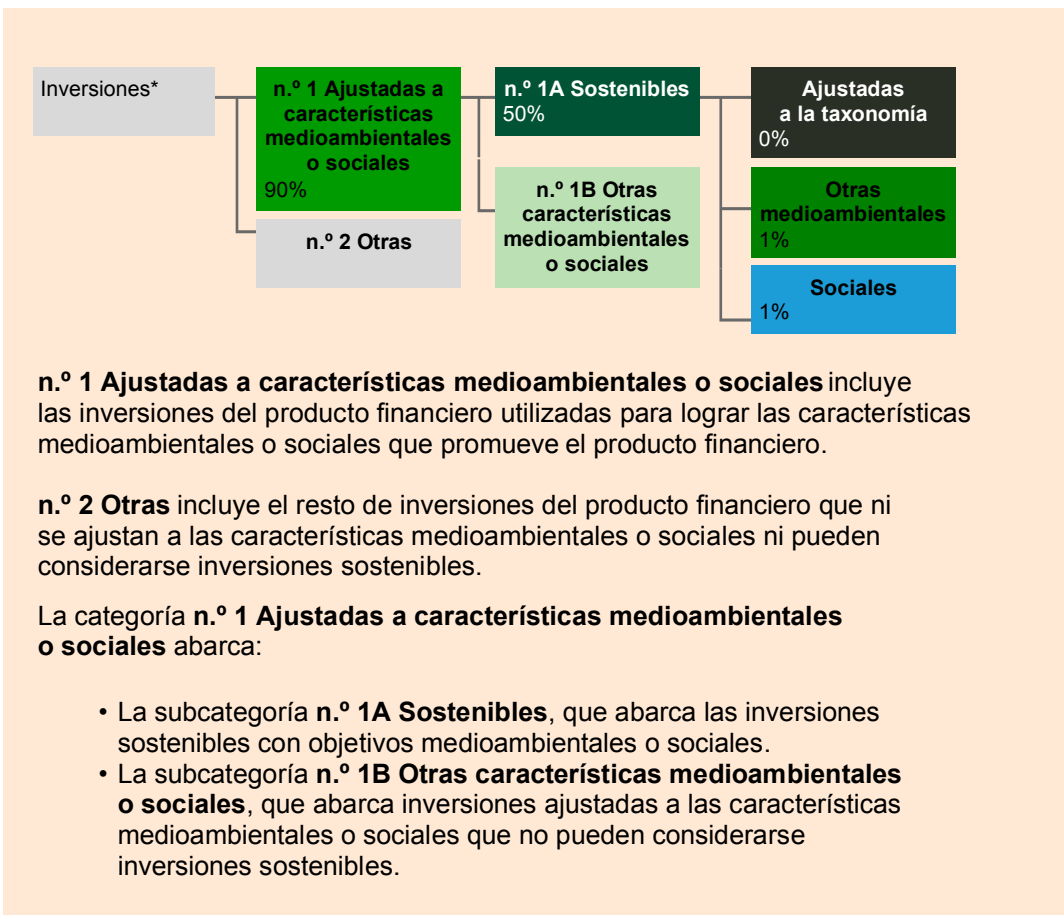 Inversiones*
n.º 1 Ajustadas a
características
medioambientales
o sociales
90%
n.º 2 Otras
n.º 1A Sostenibles
50%
n.º 1B Otras
características
medioambientales
o sociales
Ajustadas
a la taxonomía
0%
Otras
medioambientales
1%
Sociales
1%
n.º 1 Ajustadas a características medioambientales o sociales incluye
las inversiones del producto financiero utilizadas para lograr las características
medioambientales o sociales que promueve el producto financiero.
n.º 2 Otras incluye el resto de inversiones del producto financiero que ni
se ajustan a las características medioambientales o sociales ni pueden
considerarse inversiones sostenibles.
La categoría n.º 1 Ajustadas a características medioambientales
o sociales abarca:
• La subcategoría n.º 1A Sostenibles, que abarca las inversiones
sostenibles con objetivos medioambientales o sociales.
• La subcategoría n.º 1B Otras características medioambientales
o sociales, que abarca inversiones ajustadas a las características
medioambientales o sociales que no pueden considerarse
inversiones sostenibles.